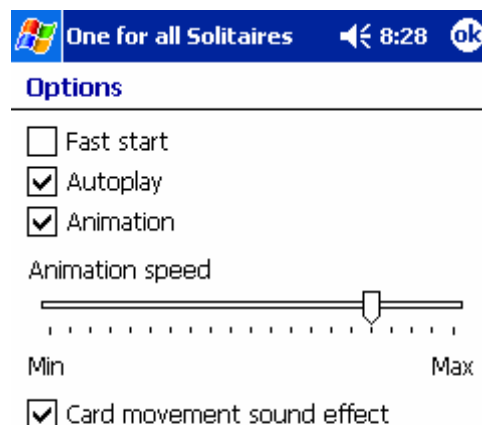 One for all Solitaires 8:28 ok
Options
Fast start
Autoplay
Animation
Animation speed
Min Max
Card movement sound effect